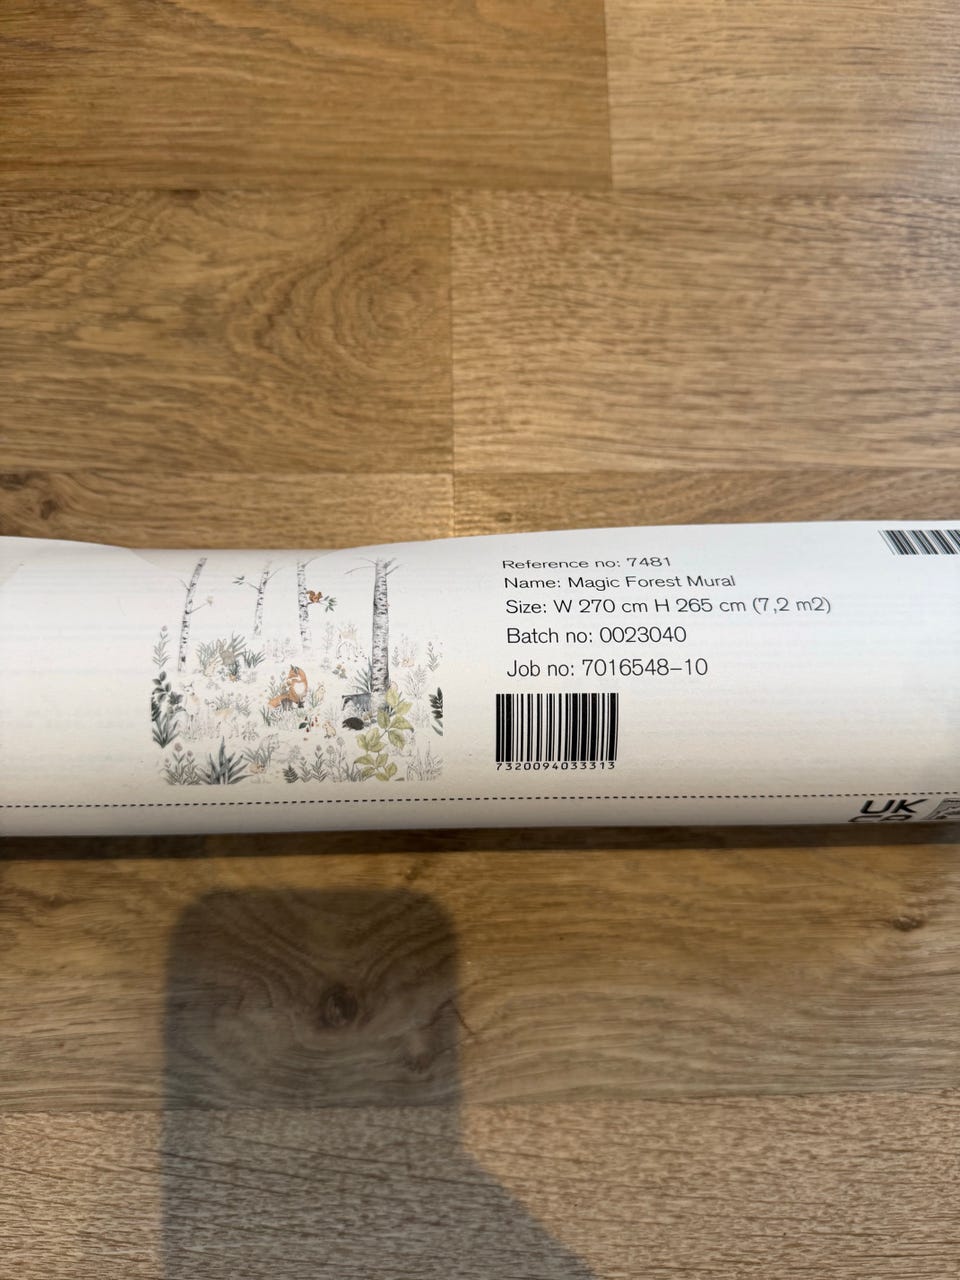 Reference no: 7481
Name: Magic Forest Mural
Size: W 270 cm H 265 cm (7,2 m2)
Batch no: 0023040
Job no: 7016548-10
7320094033313
UK
CA